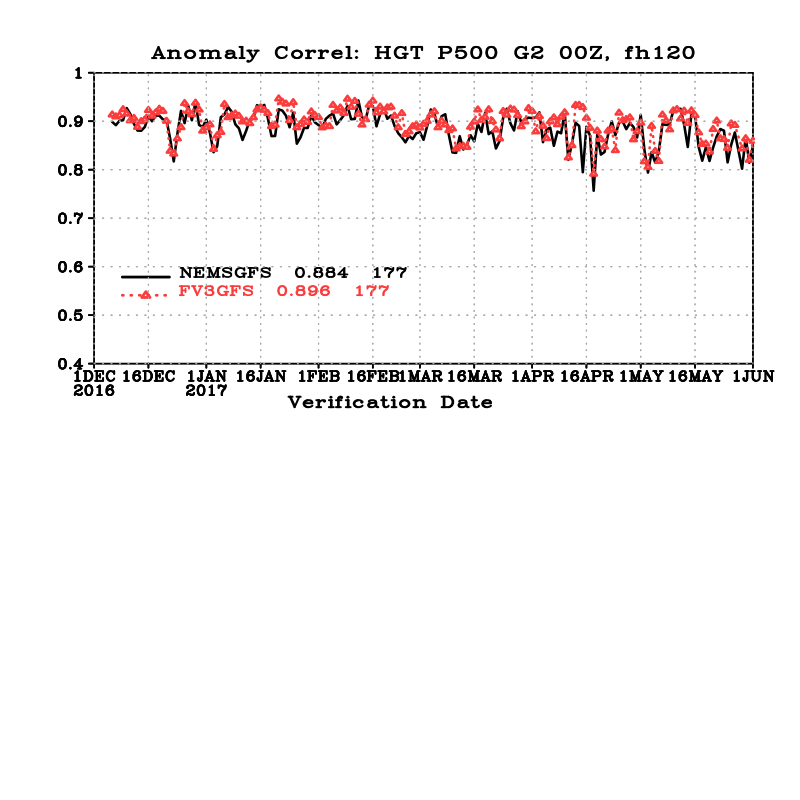 Anomaly Correl: HGT P500 G2 00Z, fh120
1
0.9
0.8
0.7
0.6
0.5
0.4
NEMSGFS 0.884 177
FV3GFS 0.896 177
1DEC 16DEC 1JAN 16JAN 1FEB 16FEB 1MAR 16MAR 1APR 16APR 1MAY 16MAY 1JUN
2016 2017
Verification Date